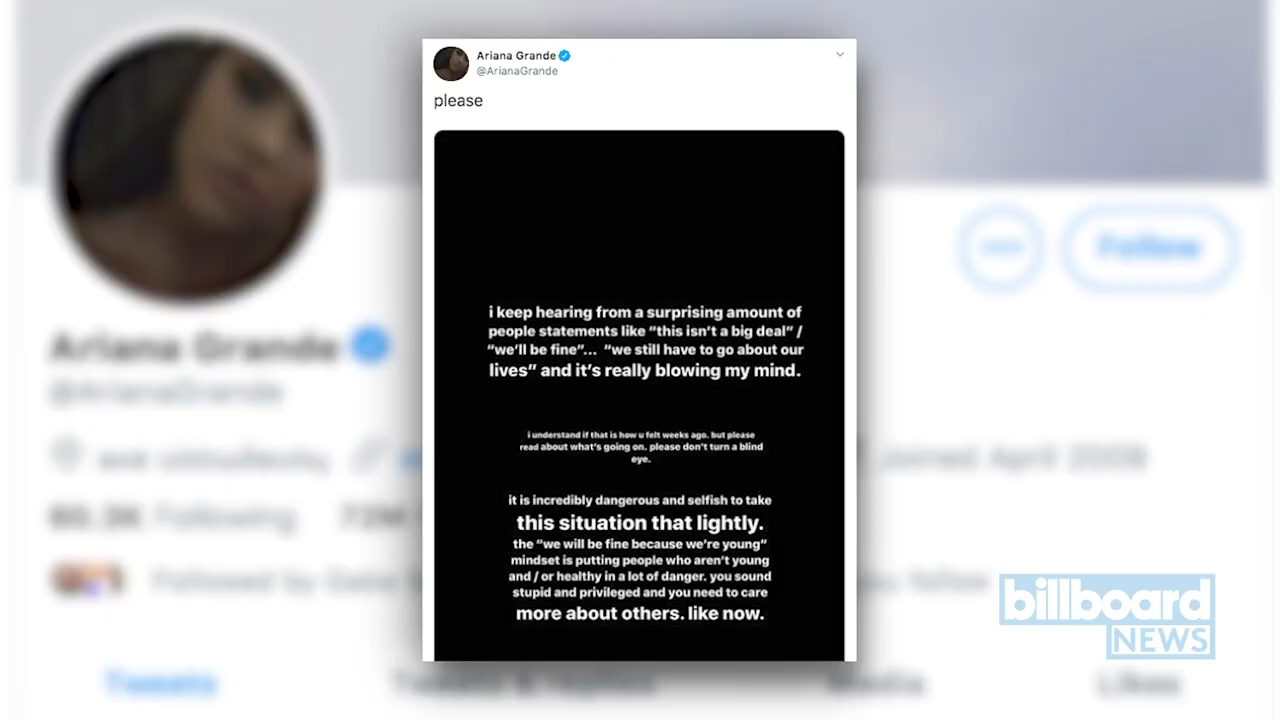 Ariana Grande
@ArianaGrande
please
i keep hearing from a surprising amount of
people statements like “this isn’t a big deal” /
“we’ll be fine”... “we still have to go about our
lives” and it’s really blowing my mind.
i understand if that is how u felt weeks ago. but please
read about what’s going on. please don’t turn a blind
eye.
it is incredibly dangerous and selfish to take
this situation that lightly.
the “we will be fine because we’re young”
mindset is putting people who aren’t young
and / or healthy in a lot of danger. you sound
stupid and privileged and you need to care
more about others. like now.
Ariana Grande
@ArianaGrande
Follow
Joined April 2009
60.3K Following
72M
Followed by
Tweets
Tweets & replies
Media
Likes
billboard
NEWS